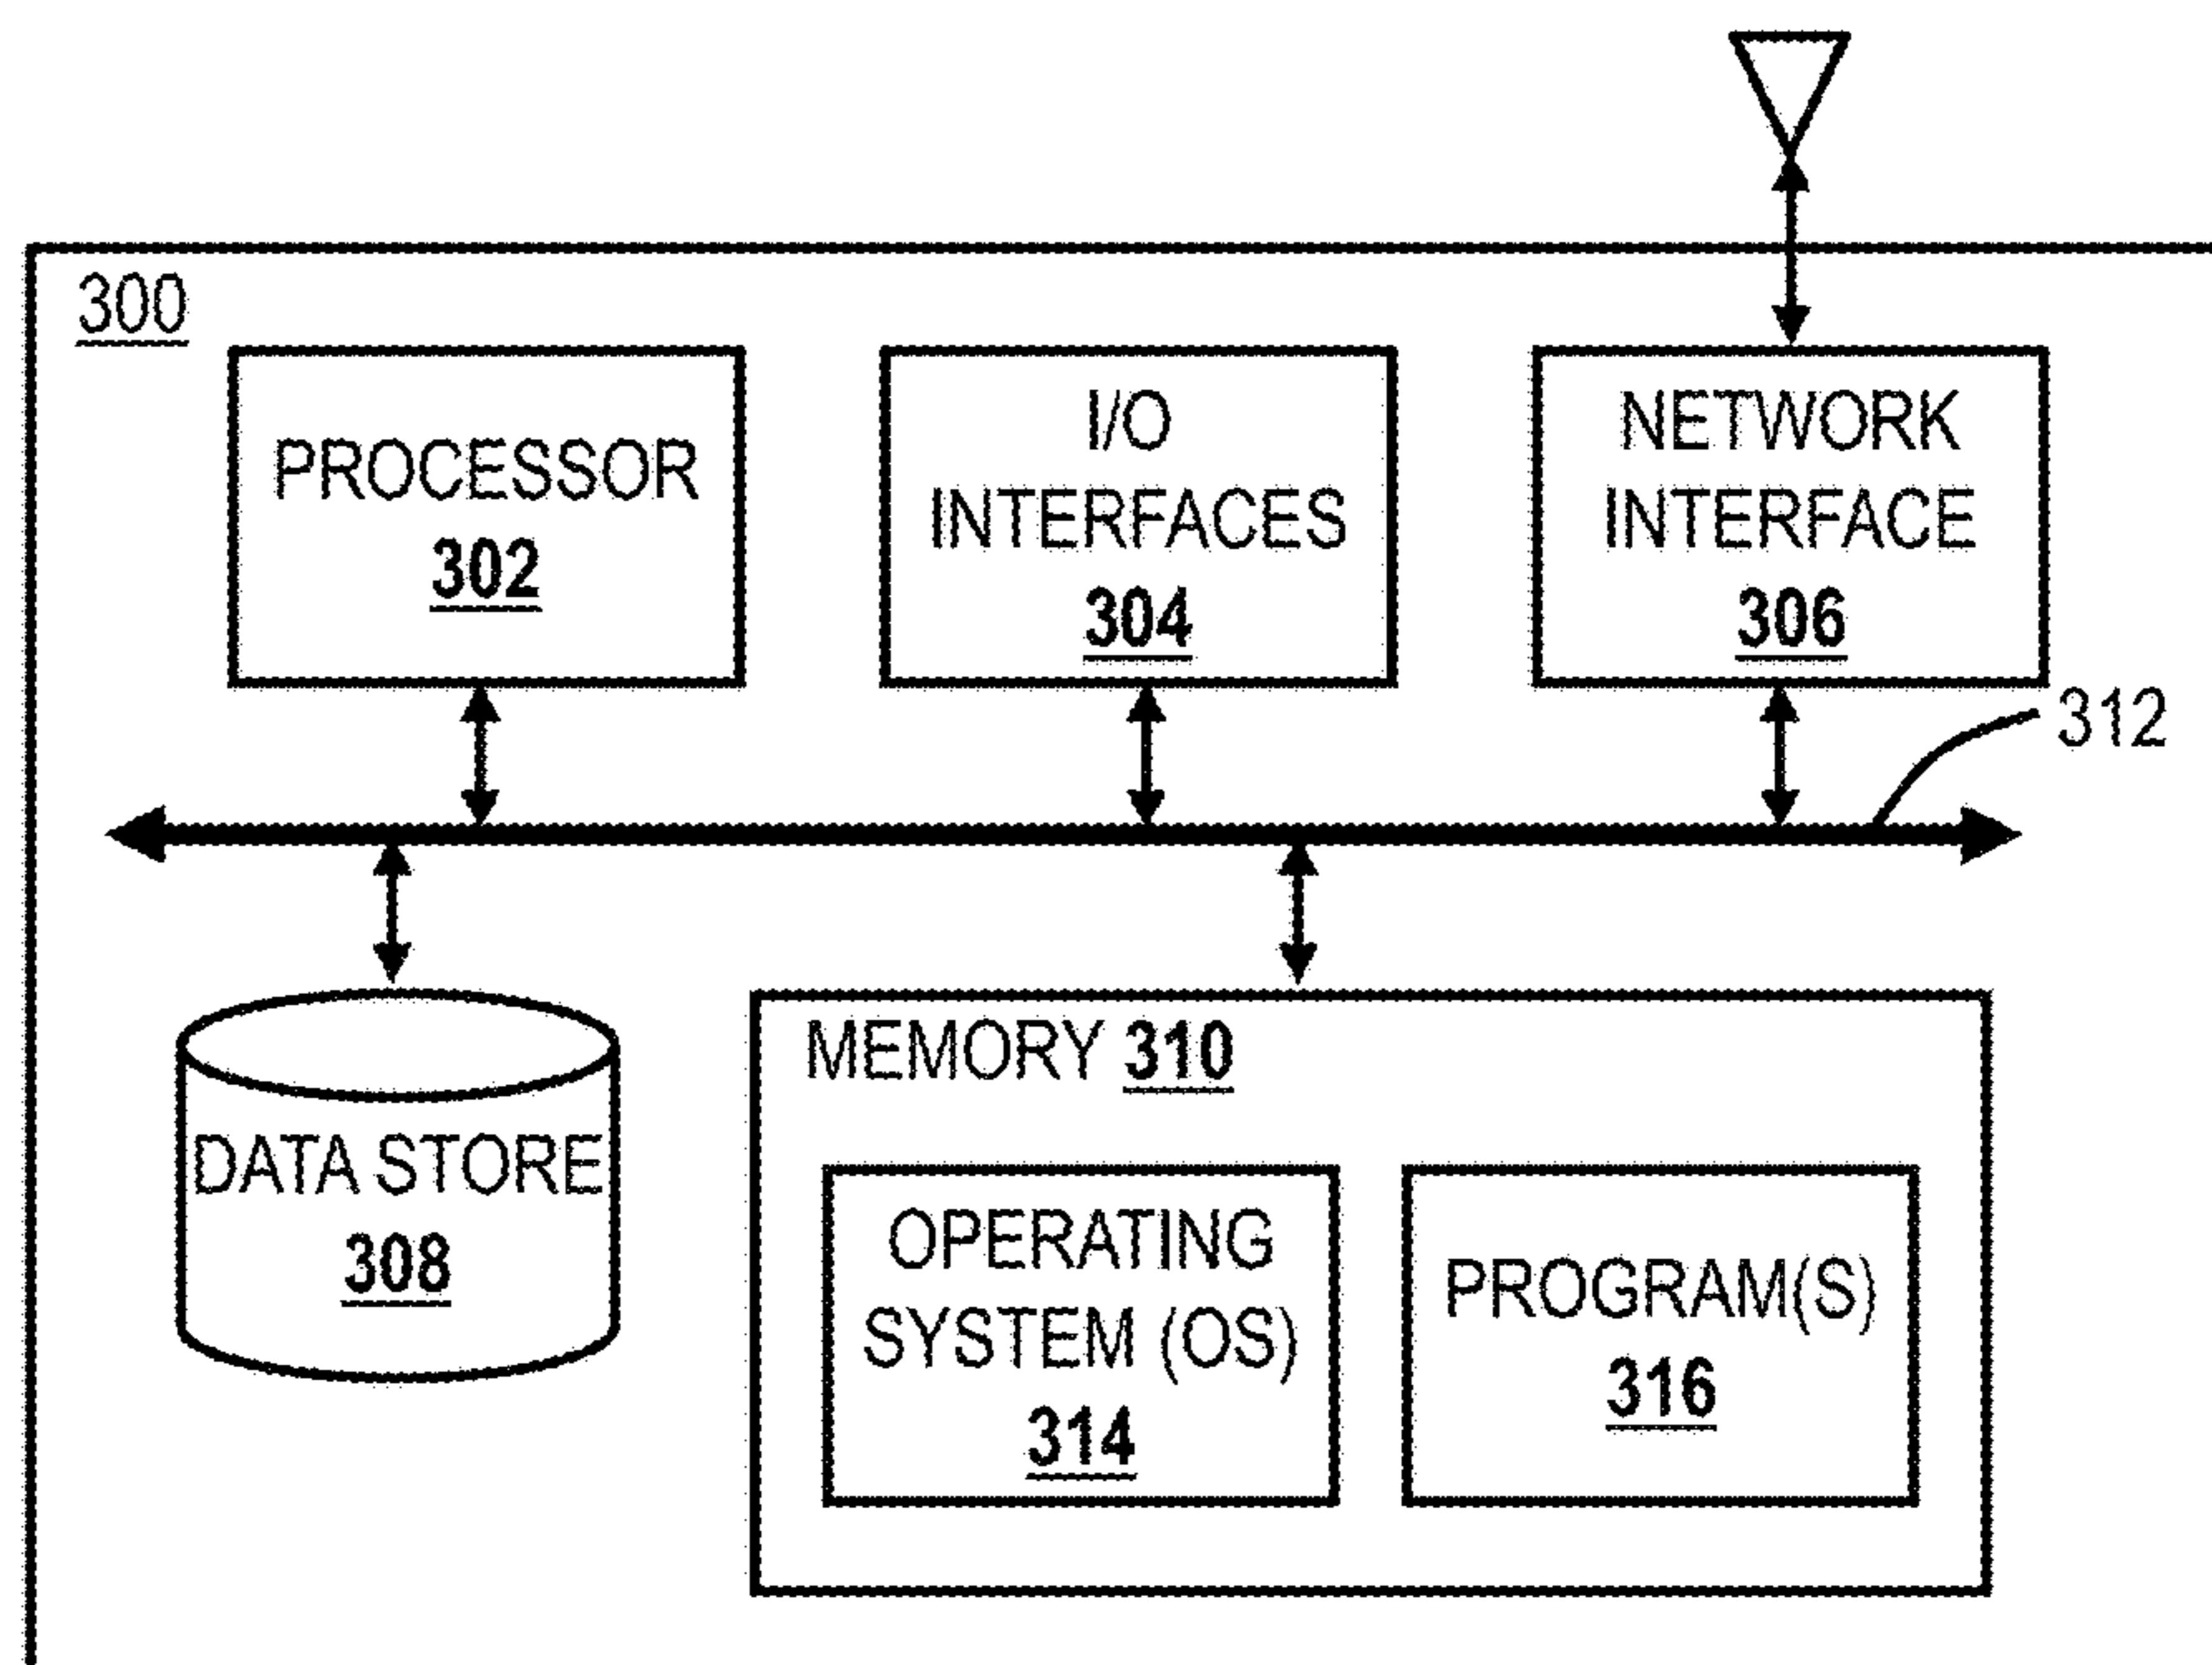 300
PROCESSOR
302
I/O
INTERFACES
304
NETWORK
INTERFACE
306
312
DATA STORE
308
MEMORY 310
OPERATING
SYSTEM (OS)
314
PROGRAM(S)
316